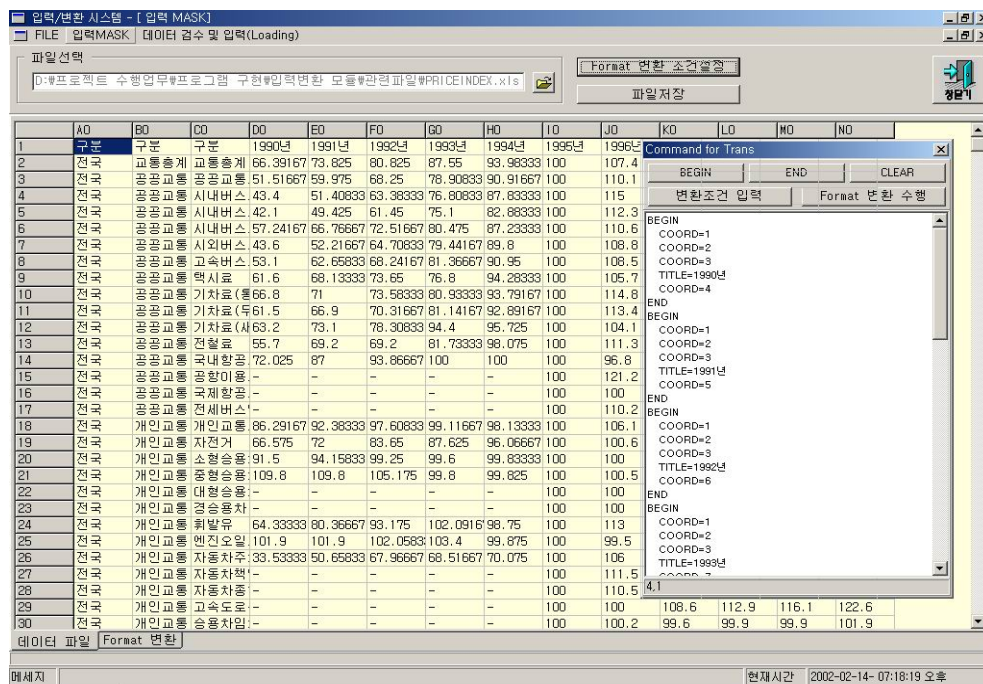 입력/변환 시스템 - [ 입력 MASK]
FILE 입력MASK 데이터 검수 및 입력(Loading)
파일선택
D:₩프로젝트 수행업무₩프로그램 구현₩입력변환 모듈₩관련파일₩PRICEINDEX.xls
Format 변환 조건설정
파일저장
창닫기
A0 B0 C0 D0 E0 F0 G0 H0 I0 J0 K0 L0 M0 N0
1 구분 구분 구분 1990년 1991년 1992년 1993년 1994년 1995년 1996년
2 전국 교통총계 교통총계 66.39167 73.825 80.825 87.55 93.98333 100 107.4
3 전국 공공교통 공공교통 51.51667 59.975 68.25 78.90833 90.91667 100 110.1
4 전국 공공교통 시내버스 43.4 51.40833 63.38333 76.80833 87.83333 100 115
5 전국 공공교통 시내버스 42.1 49.425 61.45 75.1 82.88333 100 112.3
6 전국 공공교통 시내버스 57.24167 66.76667 72.51667 80.475 87.23333 100 110.6
7 전국 공공교통 시외버스 43.6 52.21667 64.70833 79.44167 89.8 100 108.8
8 전국 공공교통 고속버스 53.1 62.65833 68.24167 81.36667 90.95 100 108.5
9 전국 공공교통 택시료 61.6 68.13333 73.65 76.8 94.28333 100 105.7
10 전국 공공교통 기차료( 66.8 71 73.58333 80.93333 93.79167 100 114.8
11 전국 공공교통 기차료( 61.5 66.9 70.31667 81.14167 92.89167 100 113.4
12 전국 공공교통 기차료(새 63.2 73.1 78.30833 94.4 95.725 100 104.1
13 전국 공공교통 전철료 55.7 69.2 69.2 81.73333 98.075 100 111.3
14 전국 공공교통 국내항공 72.025 87 93.86667 100 100 100 96.8
15 전국 공공교통 공항이용 - - - - - 100 121.2
16 전국 공공교통 국제항공 - - - - - 100 100
17 전국 공공교통 전세버스 - - - - - 100 110.2
18 전국 개인교통 개인교통 86.29167 92.38333 97.60833 99.11667 98.13333 100 106.1
19 전국 개인교통 자전거 66.575 72 83.65 87.625 96.06667 100 100.6
20 전국 개인교통 소형승용 91.5 94.15833 99.25 99.6 99.83333 100 100
21 전국 개인교통 중형승용 109.8 109.8 105.175 99.8 99.825 100 100.5
22 전국 개인교통 대형승용 - - - - - 100 100
23 전국 개인교통 경승용차 - - - - - 100 100
24 전국 개인교통 휘발유 64.33333 80.36667 93.175 102.0916 98.75 100 113
25 전국 개인교통 엔진오일 101.9 101.9 102.0583 103.4 99.875 100 99.5
26 전국 개인교통 자동차주 33.53333 50.65833 67.96667 68.51667 70.075 100 106
27 전국 개인교통 자동차책 - - - - - 100 111.5
28 전국 개인교통 자동차종 - - - - - 100 110.5
29 전국 개인교통 고속도로 - - - - - 100 100 108.6 112.9 116.1 122.6
30 전국 개인교통 승용차임 - - - - - 100 100.2 99.6 99.9 99.9 101.9
Command for Trans
BEGIN END CLEAR
변환조건 입력 Format 변환 수행
BEGIN
COORD=1
COORD=2
COORD=3
TITLE=1990년
COORD=4
END
BEGIN
COORD=1
COORD=2
COORD=3
TITLE=1991년
COORD=5
END
BEGIN
COORD=1
COORD=2
COORD=3
TITLE=1992년
COORD=6
END
BEGIN
COORD=1
COORD=2
COORD=3
TITLE=1993년
4,1
데이터 파일 Format 변환
메세지 현재시간 2002-02-14- 07:18:19 오후